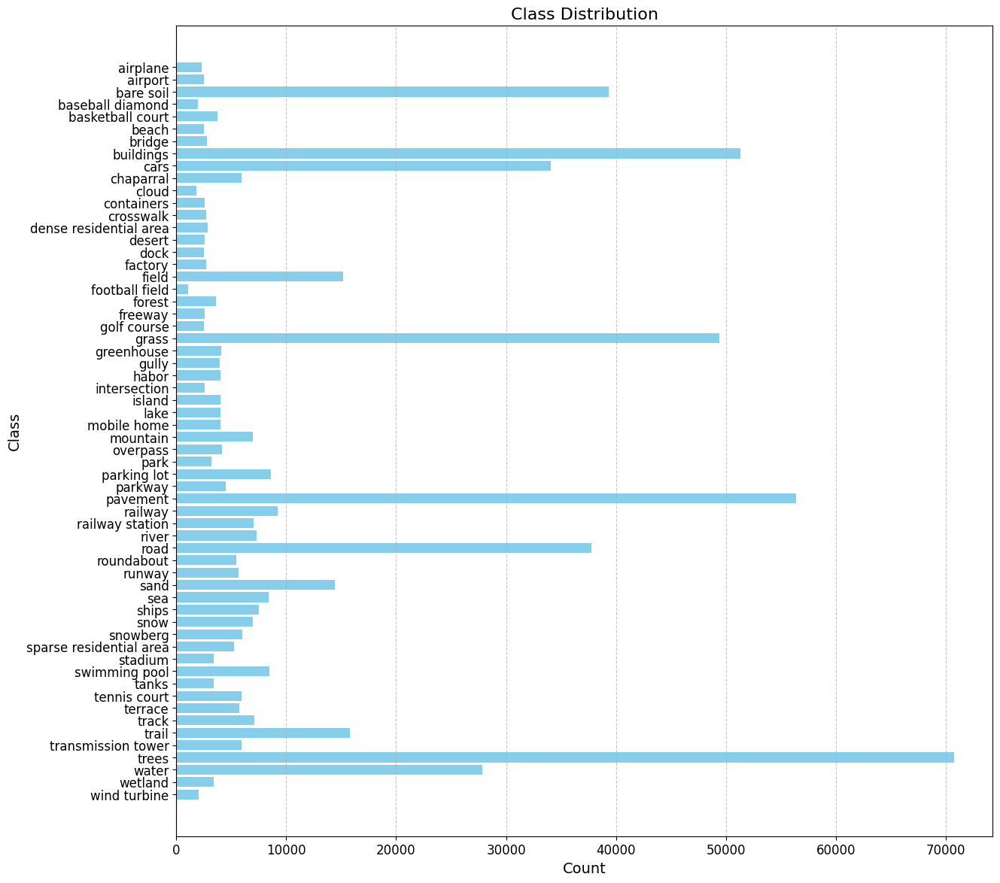 Class Distribution
airplane
airport
bare soil
baseball diamond
basketball court
beach
bridge
buildings
cars
chaparral
cloud
containers
crosswalk
dense residential area
desert
dock
factory
field
football field
forest
freeway
golf course
grass
greenhouse
gully
habor
intersection
island
lake
mobile home
mountain
overpass
park
parking lot
parkway
pavement
railway
railway station
river
road
roundabout
runway
sand
sea
ships
snow
snowberg
sparse residential area
stadium
swimming pool
tanks
tennis court
terrace
track
trail
transmission tower
trees
water
wetland
wind turbine
Class
0 10000 20000 30000 40000 50000 60000 70000
Count